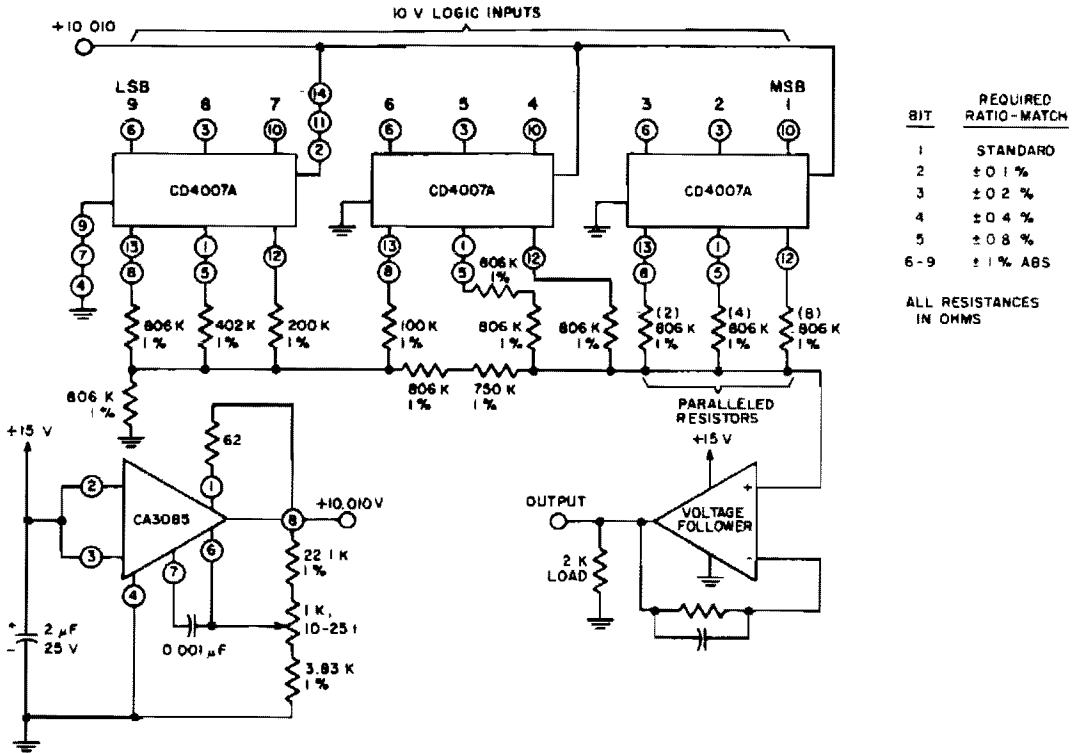 10 V LOGIC INPUTS
+10 010
LSB
MSB
9 8 7 6 5 4 3 2 1
6 3 10 6 3 10 6 3 10
14
11
2
CD4007A CD4007A CD4007A
9
7
4
13 1 12 13 1 12 13 1 12
8 5 8 5 8 5
806 K
1 %
806 K
1 %
402 K
1 %
200 K
1 %
100 K
1 %
806 K
1 %
806 K
1 %
(2)
806 K
1 %
(4)
806 K
1 %
(8)
806 K
1 %
806 K
1 %
806 K
1 %
750 K
1 %
PARALLELED
RESISTORS
BIT REQUIRED
RATIO-MATCH
1 STANDARD
2 ± 0 1 %
3 ± 0 2 %
4 ± 0 4 %
5 ± 0 8 %
6-9 ± 1 % ABS
ALL RESISTANCES
IN OHMS
+15 V
62
2
3
CA3085
1
8
6
7
4
+10.010 V
22 1 K
1 %
1 K,
10-25 t
3.83 K
1 %
0 001 µF
+
-
2 µF
25 V
+15 V
OUTPUT
VOLTAGE
FOLLOWER
+
-
2 K
LOAD